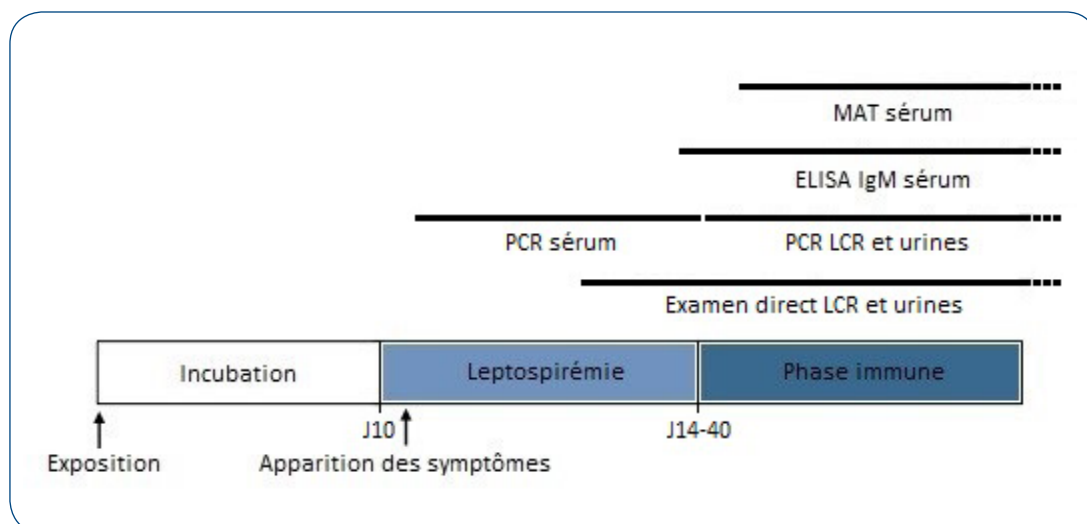 MAT sérum
ELISA IgM sérum
PCR sérum PCR LCR et urines
Examen direct LCR et urines
Incubation Leptospirémie Phase immune
J10 J14-40
Exposition Apparition des symptômes